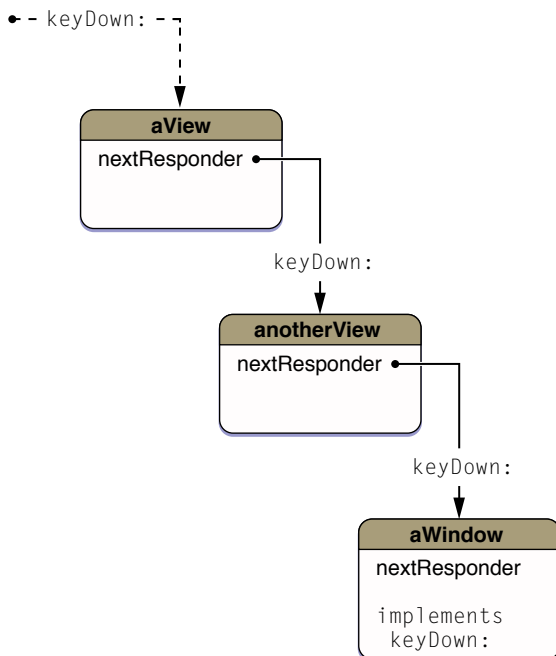 keyDown:
aView
nextResponder
keyDown:
anotherView
nextResponder
keyDown:
aWindow
nextResponder
implements
keyDown: